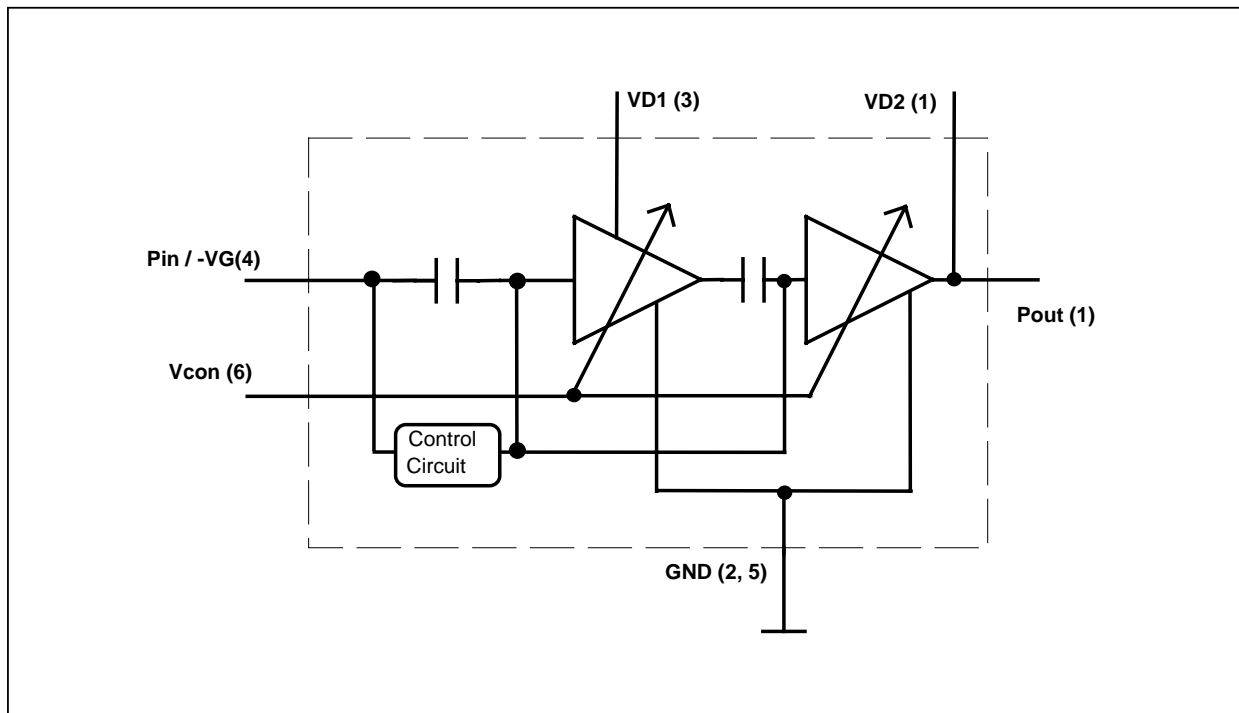 VD1 (3)
VD2 (1)
Pin / -VG(4)
Pout (1)
Vcon (6)
Control
Circuit
GND (2, 5)